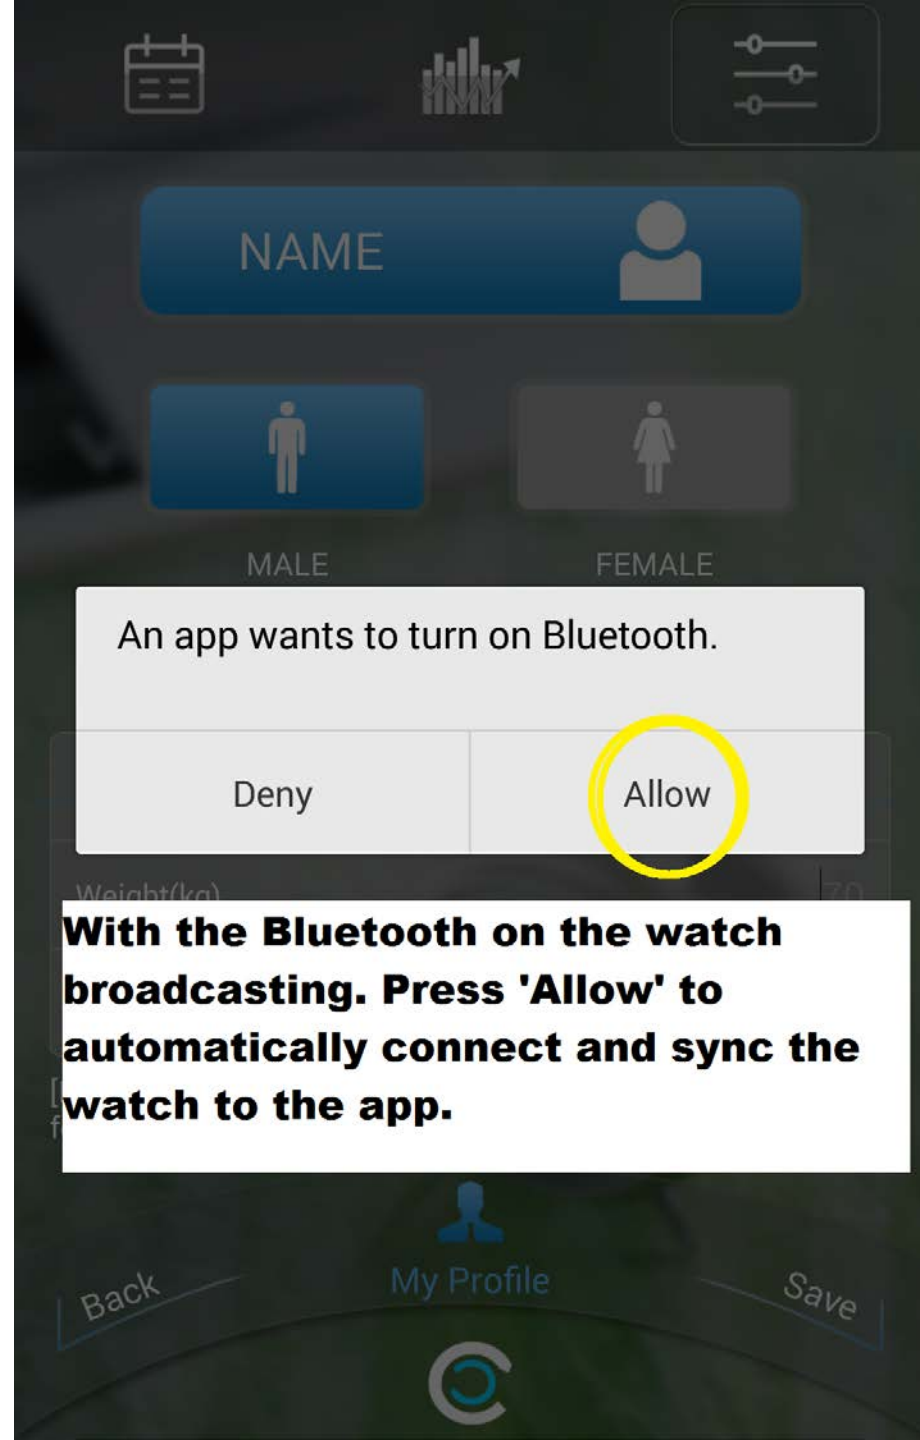 NAME
MALE FEMALE
An app wants to turn on Bluetooth.
Deny Allow
Weight(kg) 70
With the Bluetooth on the watch
broadcasting. Press 'Allow' to
automatically connect and sync the
watch to the app.
My Profile
Back Save